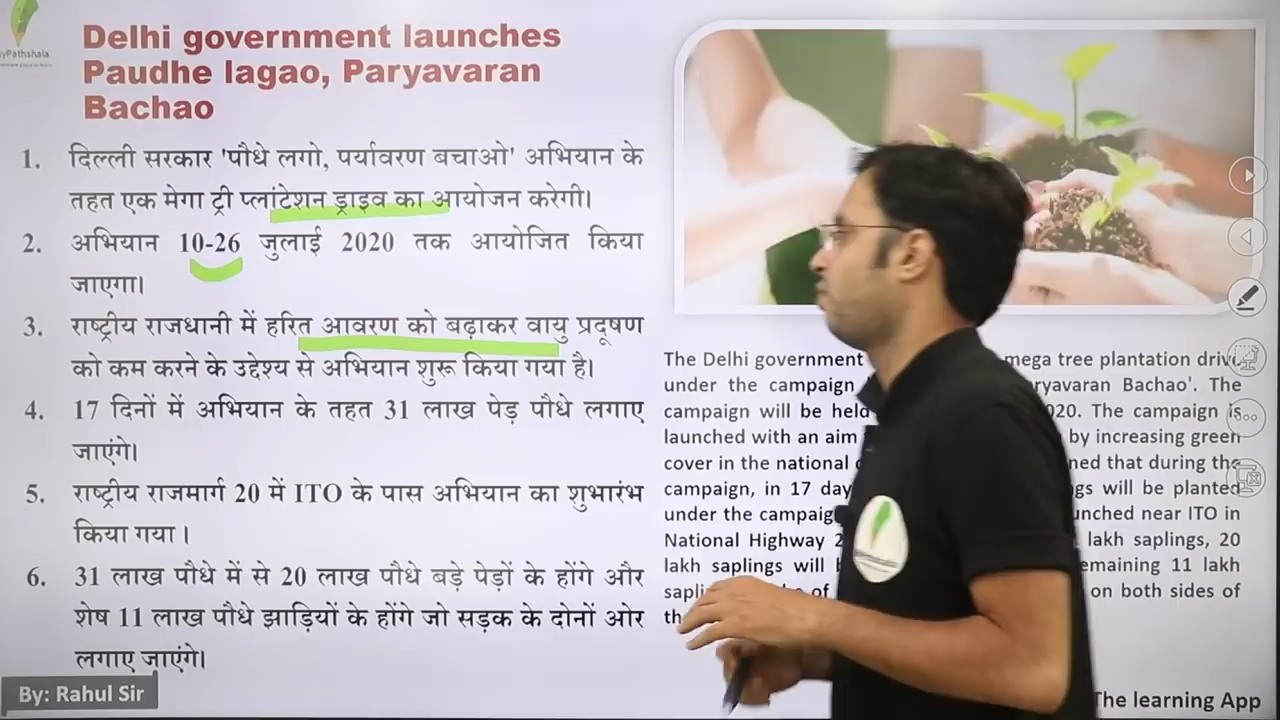 yPathshala
Delhi government launches
Paudhe lagao, Paryavaran
Bachao
1. दिल्ली सरकार 'पौधे लगो, पर्यावरण बचाओ' अभियान के
तहत एक मेगा ट्री प्लांटेशन ड्राइव का आयोजन करेगी।
2. अभियान 10-26 जुलाई 2020 तक आयोजित किया
जाएगा।
3. राष्ट्रीय राजधानी में हरित आवरण को बढ़ाकर वायु प्रदूषण
को कम करने के उद्देश्य से अभियान शुरू किया गया है।
4. 17 दिनों में अभियान के तहत 31 लाख पेड़ पौधे लगाए
जाएंगे।
5. राष्ट्रीय राजमार्ग 20 में ITO के पास अभियान का शुभारंभ
किया गया ।
6. 31 लाख पौधे में से 20 लाख पौधे बड़े पेड़ों के होंगे और
शेष 11 लाख पौधे झाड़ियों के होंगे जो सड़क के दोनों ओर
लगाए जाएंगे।
The Delhi government mega tree plantation drive
under the campaign ryavaran Bachao'. The
campaign will be held 020. The campaign is
launched with an aim by increasing green
cover in the national ned that during the
campaign, in 17 day gs will be planted
under the campaig unched near ITO in
National Highway 2 lakh saplings, 20
lakh saplings will emaining 11 lakh
sapli of on both sides of
th
By: Rahul Sir
The learning App